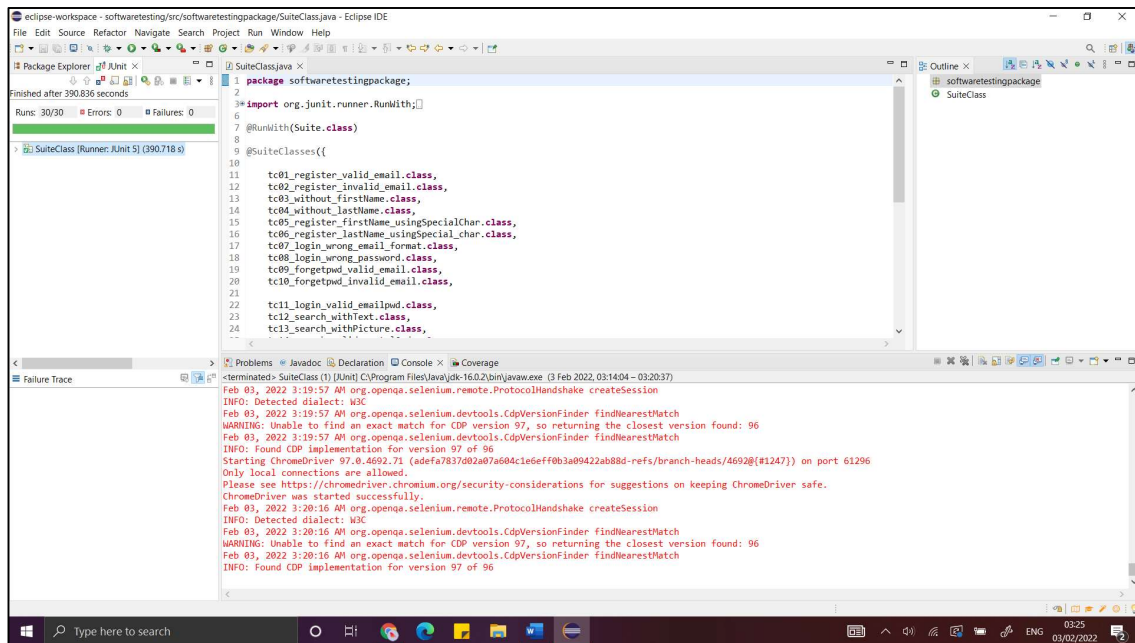 eclipse-workspace - softwaretesting/src/softwaretestingpackage/SuiteClass.java - Eclipse IDE
File Edit Source Refactor Navigate Search Project Run Window Help
Package Explorer JUnit
Finished after 390.836 seconds
Runs: 30/30 Errors: 0 Failures: 0
SuiteClass [Runner: JUnit 5] (390.718 s)
Failure Trace
SuiteClass.java
1 package softwaretestingpackage;
2
3 import org.junit.runner.RunWith;
6
7 @RunWith(Suite.class)
8
9 @SuiteClasses({
10
11 tc01_register_valid_email.class,
12 tc02_register_invalid_email.class,
13 tc03_without_firstName.class,
14 tc04_without_lastName.class,
15 tc05_register_firstName_usingSpecialChar.class,
16 tc06_register_lastName_usingSpecial_char.class,
17 tc07_login_wrong_email_format.class,
18 tc08_login_wrong_password.class,
19 tc09_forgetpwd_valid_email.class,
20 tc10_forgetpwd_invalid_email.class,
21
22 tc11_login_valid_emailpwd.class,
23 tc12_search_withText.class,
24 tc13_search_withPicture.class,
Outline
softwaretestingpackage
SuiteClass
Problems Javadoc Declaration Console Coverage
<terminated> SuiteClass (1) [JUnit] C:\Program Files\Java\jdk-16.0.2\bin\javaw.exe (3 Feb 2022, 03:14:04 – 03:20:37)
Feb 03, 2022 3:19:57 AM org.openqa.selenium.remote.ProtocolHandshake createSession
INFO: Detected dialect: W3C
Feb 03, 2022 3:19:57 AM org.openqa.selenium.devtools.CdpVersionFinder findNearestMatch
WARNING: Unable to find an exact match for CDP version 97, so returning the closest version found: 96
Feb 03, 2022 3:19:57 AM org.openqa.selenium.devtools.CdpVersionFinder findNearestMatch
INFO: Found CDP implementation for version 97 of 96
Starting ChromeDriver 97.0.4692.71 (adefa7837d02a07a604c1e6eff0b3a09422ab88d-refs/branch-heads/4692@{#1247}) on port 61296
Only local connections are allowed.
Please see https://chromedriver.chromium.org/security-considerations for suggestions on keeping ChromeDriver safe.
ChromeDriver was started successfully.
Feb 03, 2022 3:20:16 AM org.openqa.selenium.remote.ProtocolHandshake createSession
INFO: Detected dialect: W3C
Feb 03, 2022 3:20:16 AM org.openqa.selenium.devtools.CdpVersionFinder findNearestMatch
WARNING: Unable to find an exact match for CDP version 97, so returning the closest version found: 96
Feb 03, 2022 3:20:16 AM org.openqa.selenium.devtools.CdpVersionFinder findNearestMatch
INFO: Found CDP implementation for version 97 of 96
Type here to search
ENG
03:25
03/02/2022